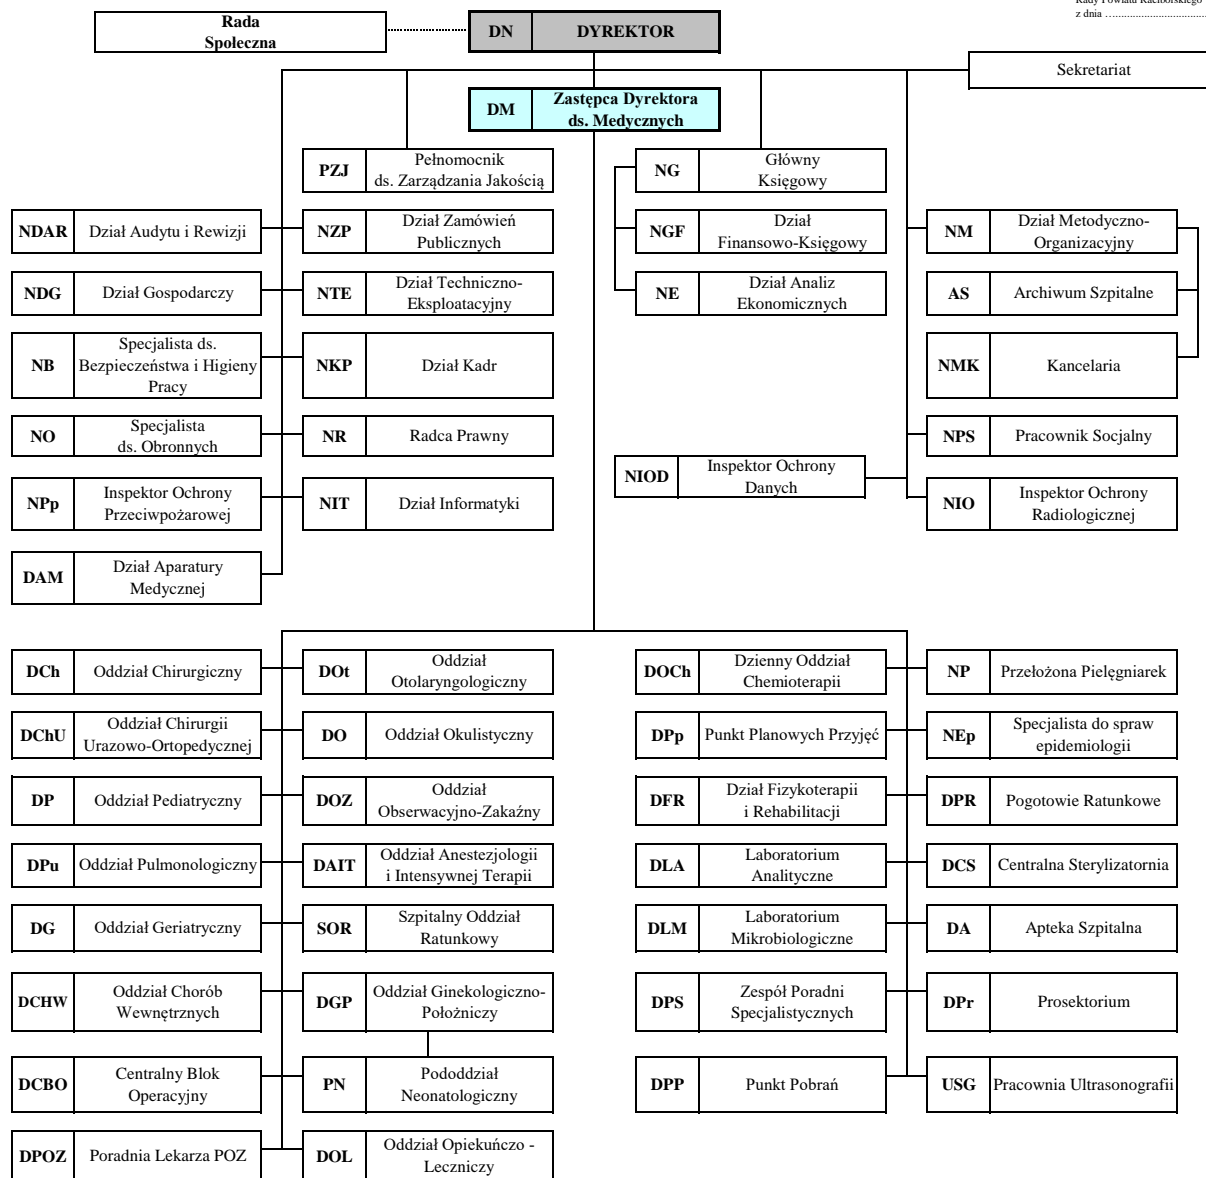 Rady Powiatu Raciborskiego
z dnia
Rada
Społeczna
DN
DYREKTOR
Sekretariat
DM
Zastępca Dyrektora
ds. Medycznych
PZJ
Pełnomocnik
ds. Zarządzania Jakością
NG
Główny
Księgowy
NDAR
Dział Audytu i Rewizji
NZP
Dział Zamówień
Publicznych
NGF
Dział
Finansowo-Księgowy
NM
Dział Metodyczno-
Organizacyjny
NDG
Dział Gospodarczy
NTE
Dział Techniczno-
Eksploatacyjny
NE
Dział Analiz
Ekonomicznych
AS
Archiwum Szpitalne
NB
Specjalista ds.
Bezpieczeństwa i Higieny
Pracy
NKP
Dział Kadr
NMK
Kancelaria
NO
Specjalista
ds. Obronnych
NR
Radca Prawny
NPS
Pracownik Socjalny
NIOD
Inspektor Ochrony
Danych
NPp
Inspektor Ochrony
Przeciwpożarowej
NIT
Dział Informatyki
NIO
Inspektor Ochrony
Radiologicznej
DAM
Dział Aparatury
Medycznej
DCh
Oddział Chirurgiczny
DOt
Oddział
Otolaryngologiczny
DOCh
Dzienny Oddział
Chemioterapii
NP
Przełożona Pielęgniarek
DChU
Oddział Chirurgii
Urazowo-Ortopedycznej
DO
Oddział Okulistyczny
DPp
Punkt Planowych Przyjęć
NEp
Specjalista do spraw
epidemiologii
DP
Oddział Pediatryczny
DOZ
Oddział
Obserwacyjno-Zakaźny
DFR
Dział Fizykoterapii
i Rehabilitacji
DPR
Pogotowie Ratunkowe
DPu
Oddział Pulmonologiczny
DAIT
Oddział Anestezjologii
i Intensywnej Terapii
DLA
Laboratorium
Analityczne
DCS
Centralna Sterylizatornia
DG
Oddział Geriatryczny
SOR
Szpitalny Oddział
Ratunkowy
DLM
Laboratorium
Mikrobiologiczne
DA
Apteka Szpitalna
DCHW
Oddział Chorób
Wewnętrznych
DGP
Oddział Ginekologiczno-
Położniczy
DPS
Zespół Poradni
Specjalistycznych
DPr
Prosektorium
DCBO
Centralny Blok
Operacyjny
PN
Pododdział
Neonatologiczny
DPP
Punkt Pobrań
USG
Pracownia Ultrasonografii
DPOZ
Poradnia Lekarza POZ
DOL
Oddział Opiekuńczo -
Leczniczy